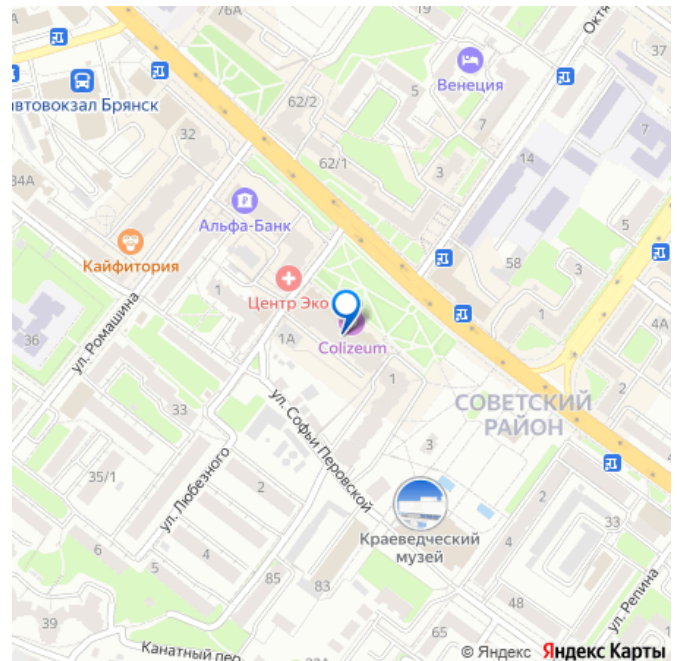 76А
19
Октя
37
Венеция
автовокзал Брянск
62/2
5
7
7
32
62/1
14
3
34А
Альфа-Банк
5
Кайфитория
58
3
Центр Эко
1
1
4А
ул. Ромашина
36
1А
Colizeum
1
СОВЕТСКИЙ
РАЙОН
33
ул. Софьи Перовской
3
35/1
ул. Любезного
2
2
33
Краеведческий
музей
4
6
5
4
85
83
48
ул. Репина
39
65
Канатный пер
© Яндекс Яндекс Карты